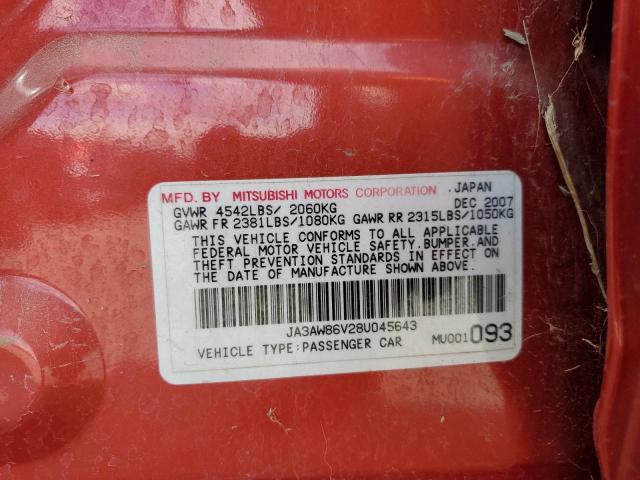 MFD. BY MITSUBISHI MOTORS CORPORATION JAPAN
GVWR 4542LBS/ 2060KG DEC 2007
GAWR FR 2381LBS/1080KG GAWR RR 2315LBS/1050KG
THIS VEHICLE CONFORMS TO ALL APPLICABLE
FEDERAL MOTOR VEHICLE SAFETY.BUMPER.AND
THEFT PREVENTION STANDARDS IN EFFECT ON
THE DATE OF MANUFACTURE SHOWN ABOVE.
JA3AW86V28U045643
VEHICLE TYPE:PASSENGER CAR MU001093